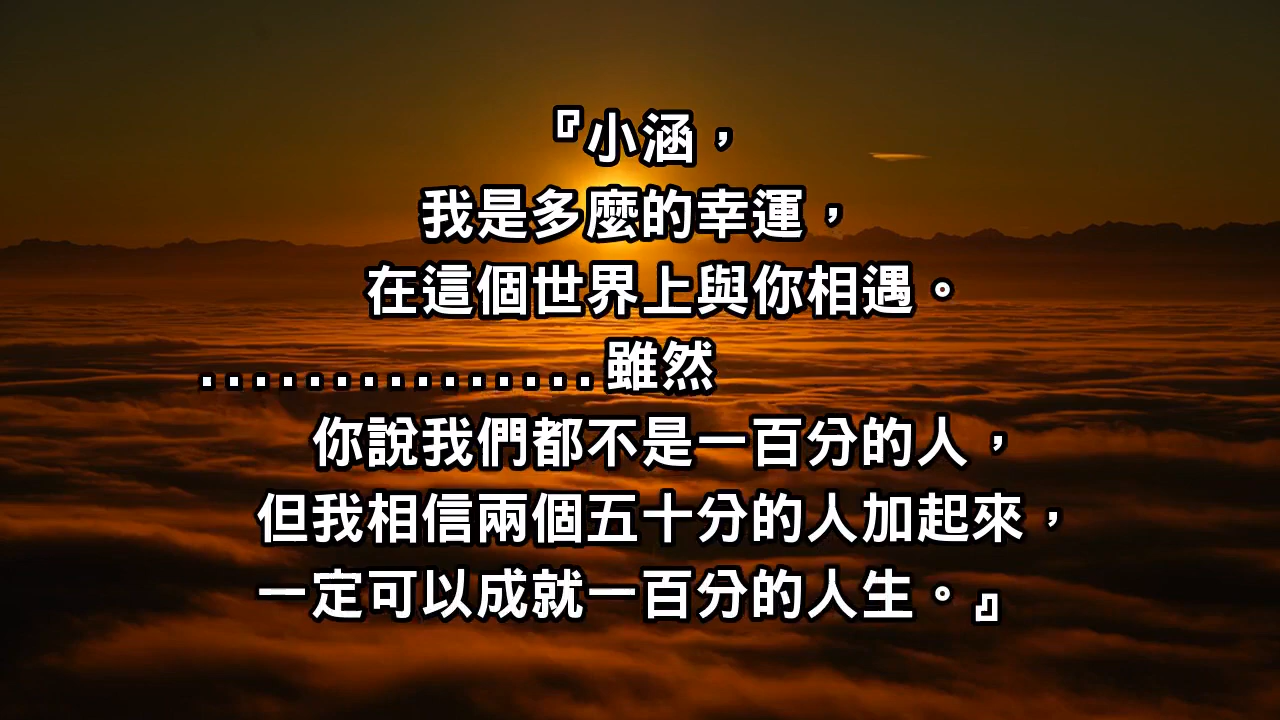 『小涵，
我是多麼的幸運，
在這個世界上與你相遇。
...............雖然
你說我們都不是一百分的人，
但我相信兩個五十分的人加起來，
一定可以成就一百分的人生。』